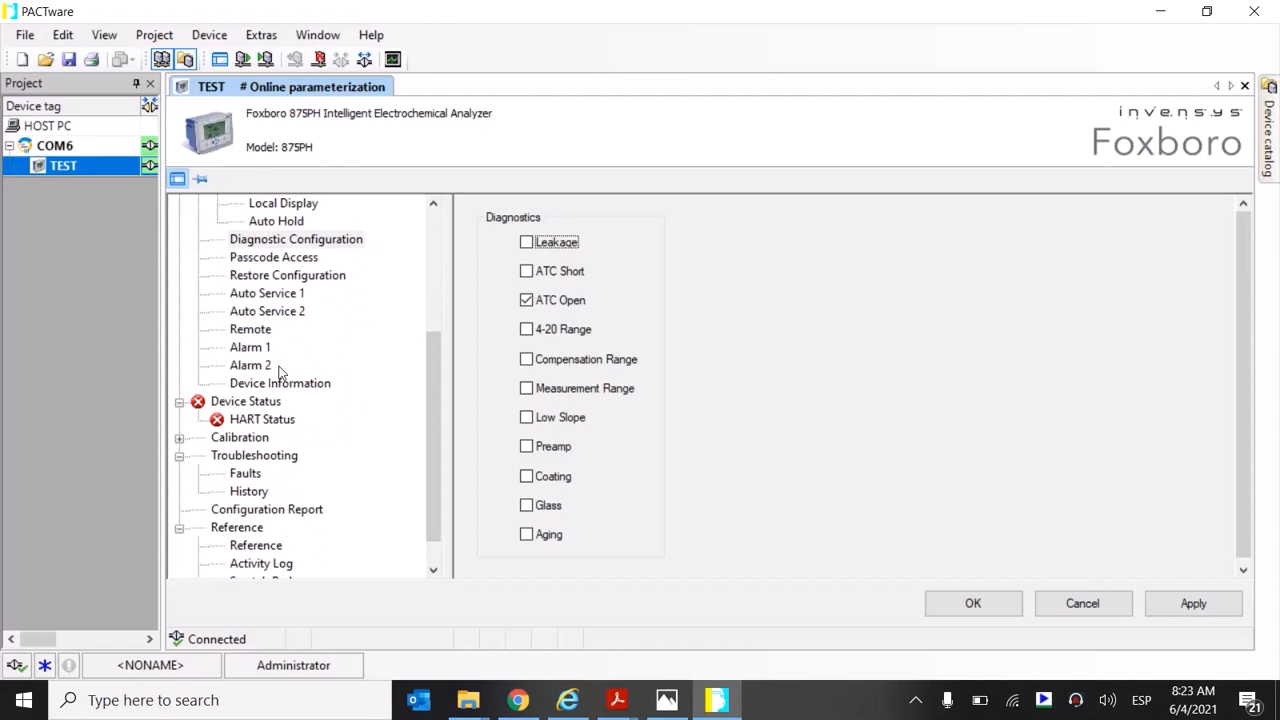 PACTware
File Edit View Project Device Extras Window Help
Project
Device tag
HOST PC
COM6
TEST
TEST # Online parameterization
Foxboro 875PH Intelligent Electrochemical Analyzer
Model: 875PH
invensys
Foxboro
Device catalog
Local Display
Auto Hold
Diagnostic Configuration
Passcode Access
Restore Configuration
Auto Service 1
Auto Service 2
Remote
Alarm 1
Alarm 2
Device Information
Device Status
HART Status
Calibration
Troubleshooting
Faults
History
Configuration Report
Reference
Reference
Activity Log
Diagnostics
Leakage
ATC Short
ATC Open
4-20 Range
Compensation Range
Measurement Range
Low Slope
Preamp
Coating
Glass
Aging
OK Cancel Apply
Connected
<NONAME> Administrator
Type here to search
ESP
8:23 AM
6/4/2021
21